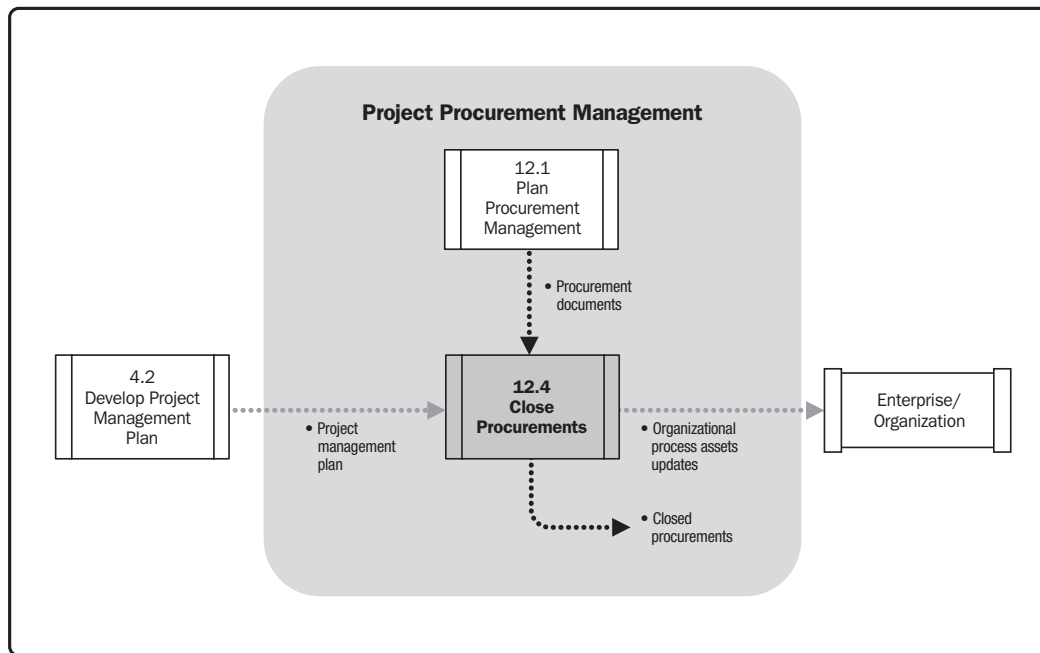 Project Procurement Management
12.1
Plan
Procurement
Management
• Procurement
documents
4.2
Develop Project
Management
Plan
• Project
management
plan
12.4
Close
Procurements
• Organizational
process assets
updates
Enterprise/
Organization
• Closed
procurements